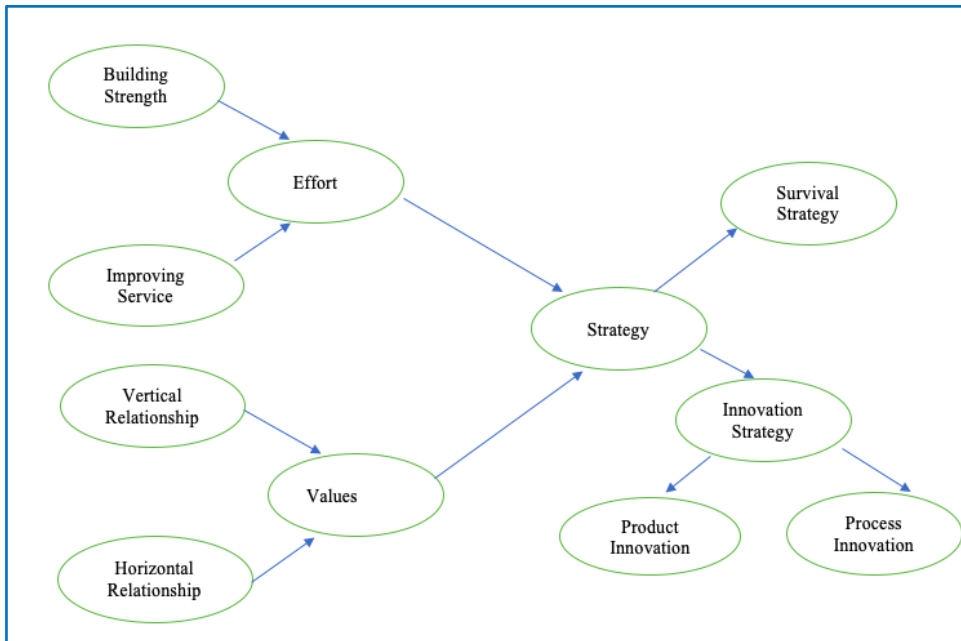 Building
Strength
Effort
Survival
Strategy
Improving
Service
Strategy
Vertical
Relationship
Innovation
Strategy
Values
Product
Innovation
Process
Innovation
Horizontal
Relationship